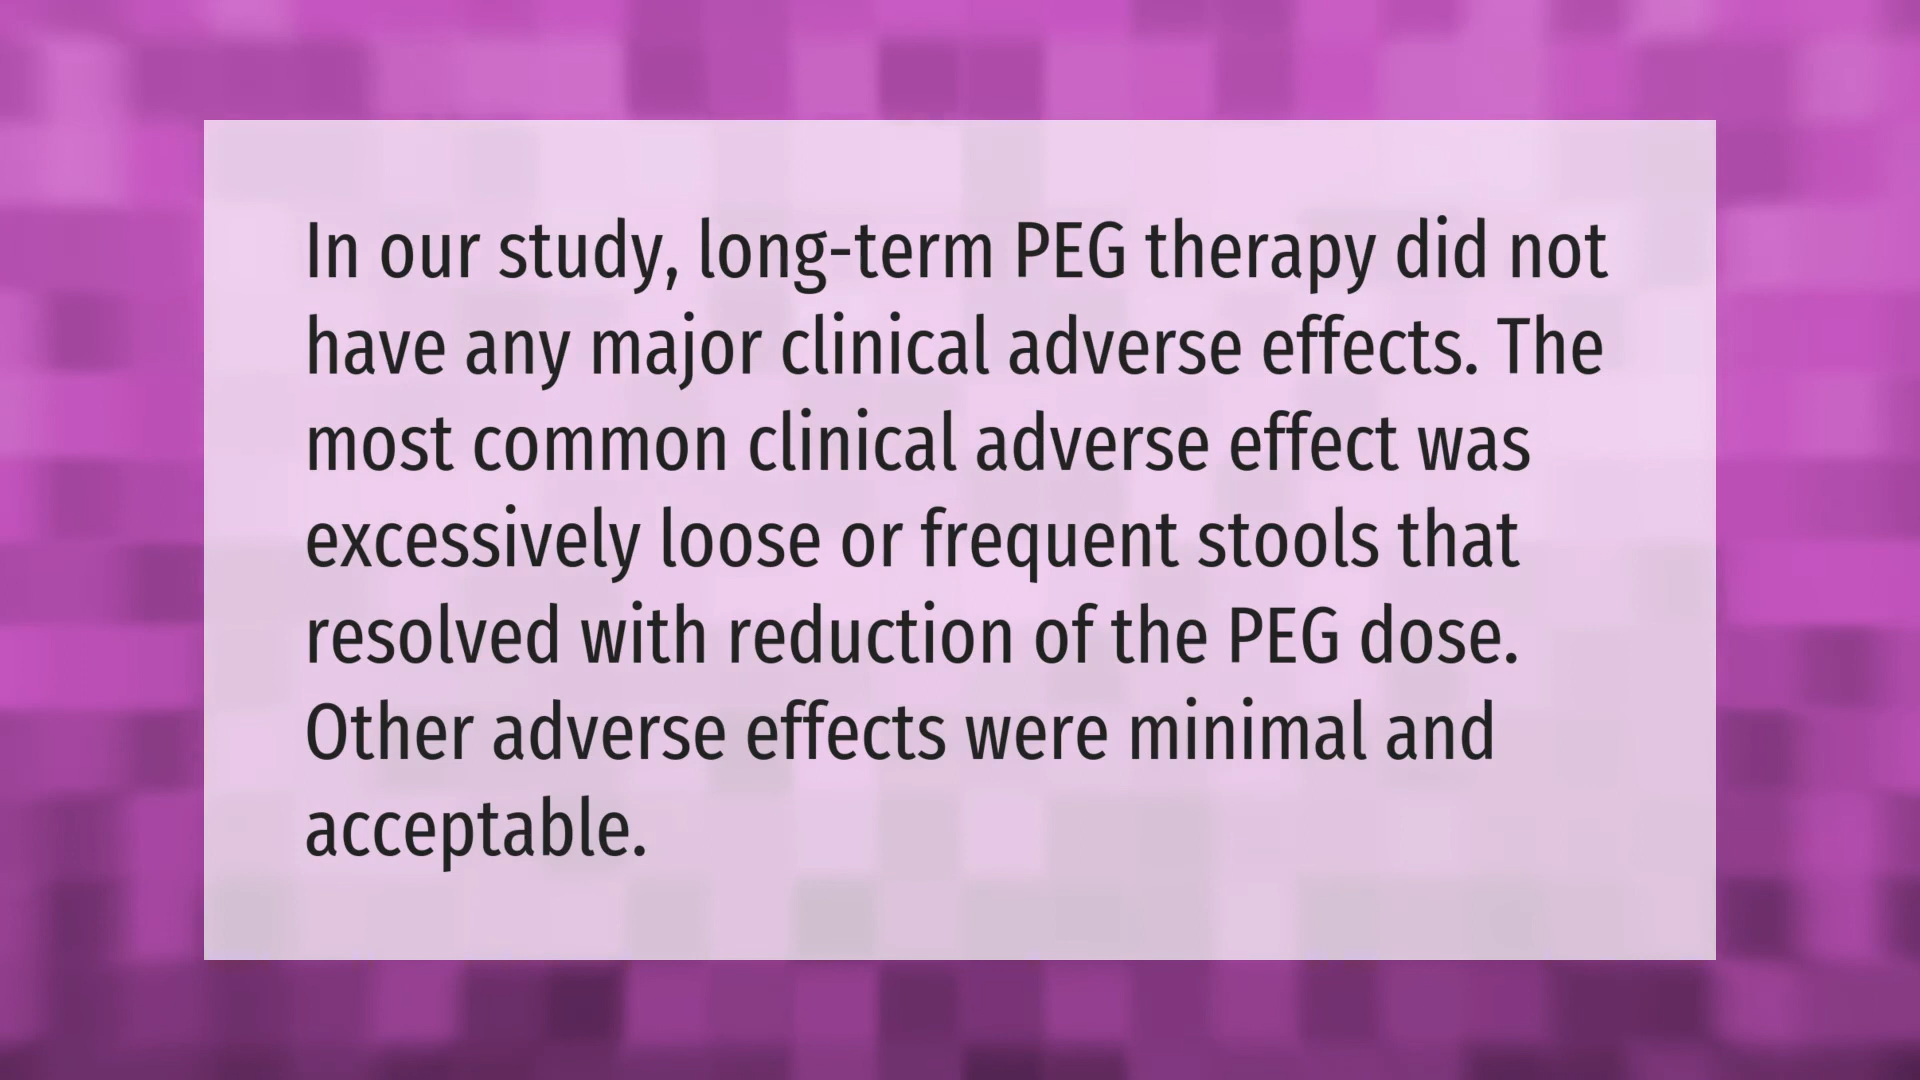 In our study, long-term PEG therapy did not
have any major clinical adverse effects. The
most common clinical adverse effect was
excessively loose or frequent stools that
resolved with reduction of the PEG dose.
Other adverse effects were minimal and
acceptable.